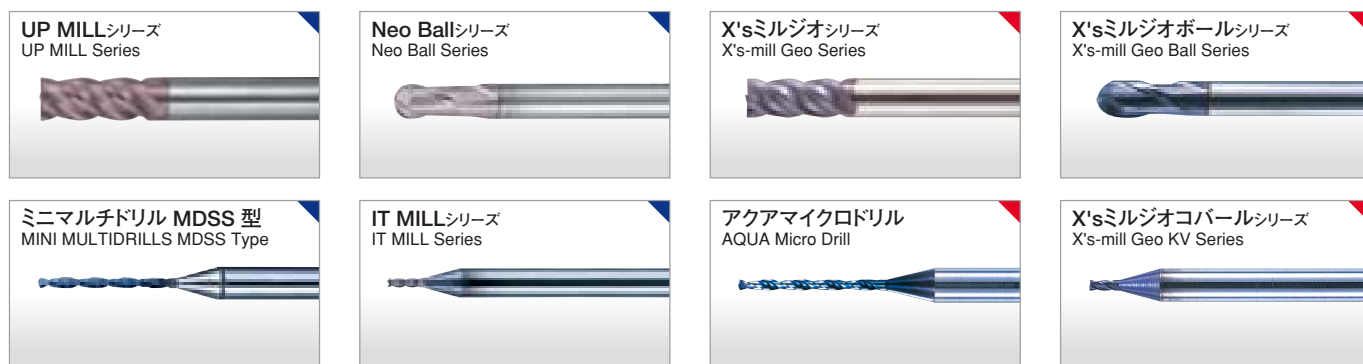 UP MILLシリーズ
UP MILL Series
Neo Ballシリーズ
Neo Ball Series
X'sミルジオシリーズ
X's-mill Geo Series
X'sミルジオボールシリーズ
X's-mill Geo Ball Series
ミニマルチドリル MDSS 型
MINI MULTIDRILLS MDSS Type
IT MILLシリーズ
IT MILL Series
アクアマイクロドリル
AQUA Micro Drill
X'sミルジオコバールシリーズ
X's-mill Geo KV Series